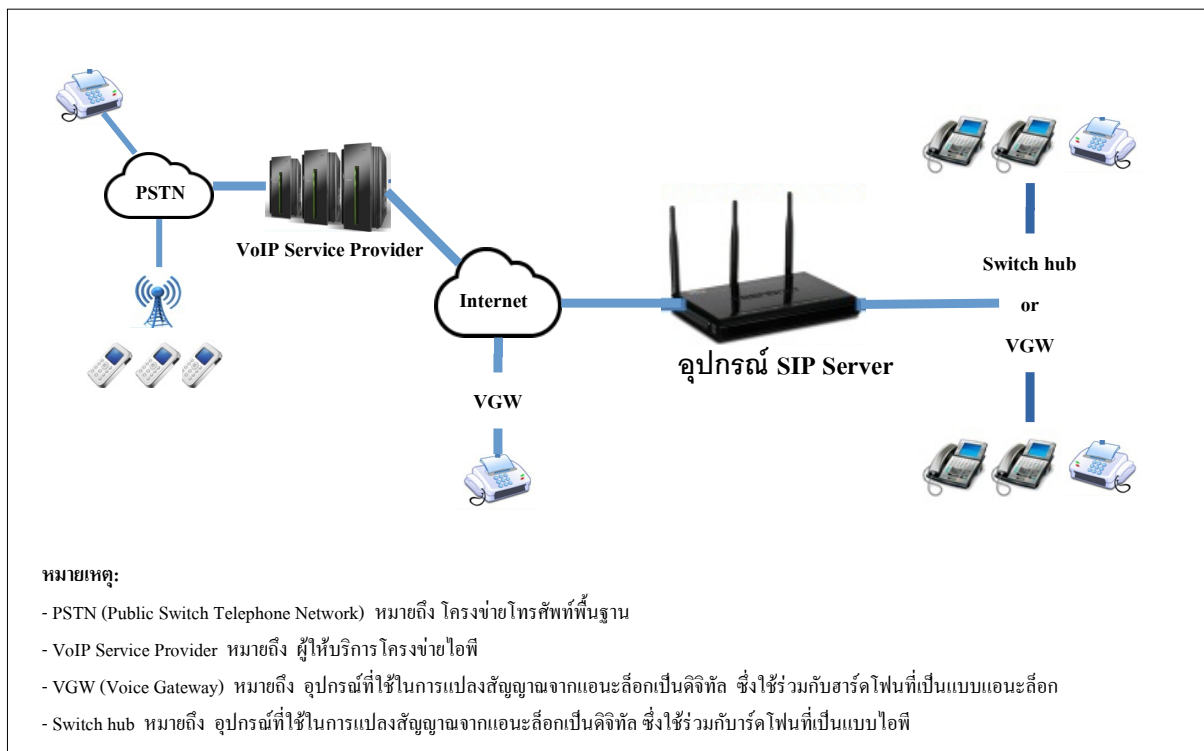 PSTN
VoIP Service Provider
Internet
VGW
อุปกรณ์ SIP Server
Switch hub
or
VGW
หมายเหตุ:
- PSTN (Public Switch Telephone Network) หมายถึง โครงข่ายโทรศัพท์พื้นฐาน
- VoIP Service Provider หมายถึง ผู้ให้บริการโครงข่ายไอพี
- VGW (Voice Gateway) หมายถึง อุปกรณ์ที่ใช้ในการแปลงสัญญาณจากแอนะล็อกเป็นดิจิทัล ซึ่งใช้ร่วมกับฮาร์ดโฟนที่เป็นแบบแอนะล็อก
- Switch hub หมายถึง อุปกรณ์ที่ใช้ในการแปลงสัญญาณจากแอนะล็อกเป็นดิจิทัล ซึ่งใช้ร่วมกับาร์ดโฟนที่เป็นแบบไอพี